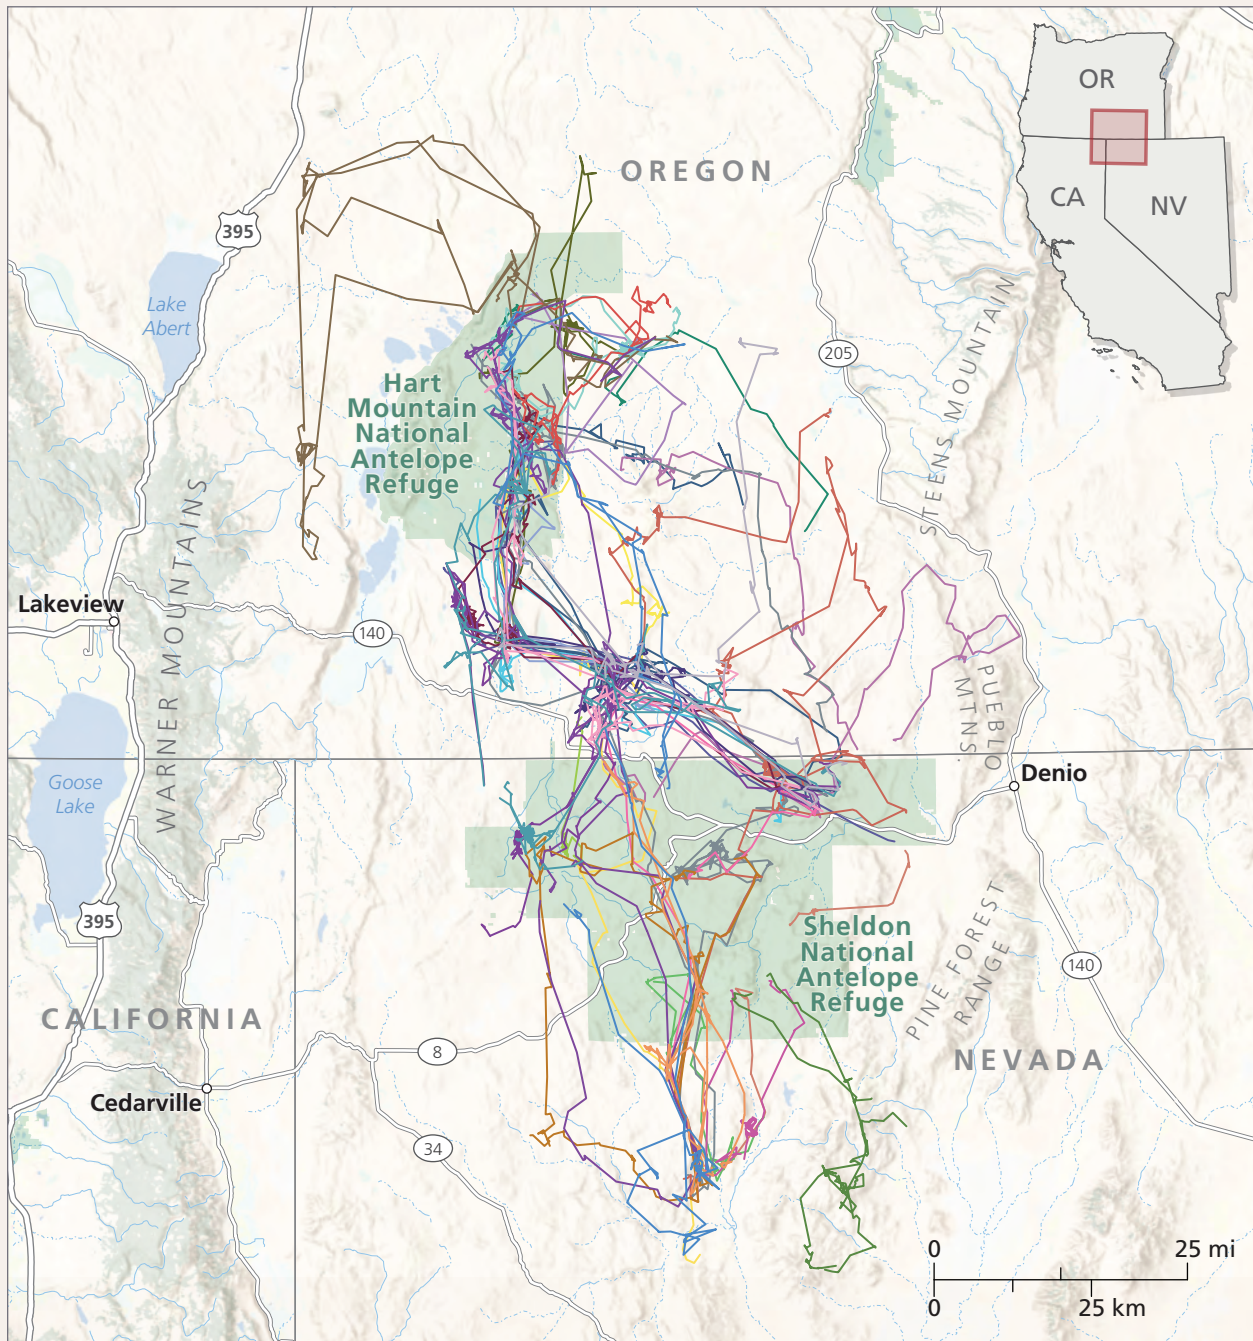 OREGON
OR
CA
NV
395
Lake
Abert
205
STEENS MOUNTAIN
Hart
Mountain
National
Antelope
Refuge
WARNER MOUNTAINS
Lakeview
140
PUEBLO
MTNS.
Goose
Lake
Denio
395
Sheldon
National
Antelope
Refuge
PINE FOREST
RANGE
140
CALIFORNIA
8
NEVADA
Cedarville
34
0
25 mi
0
25 km